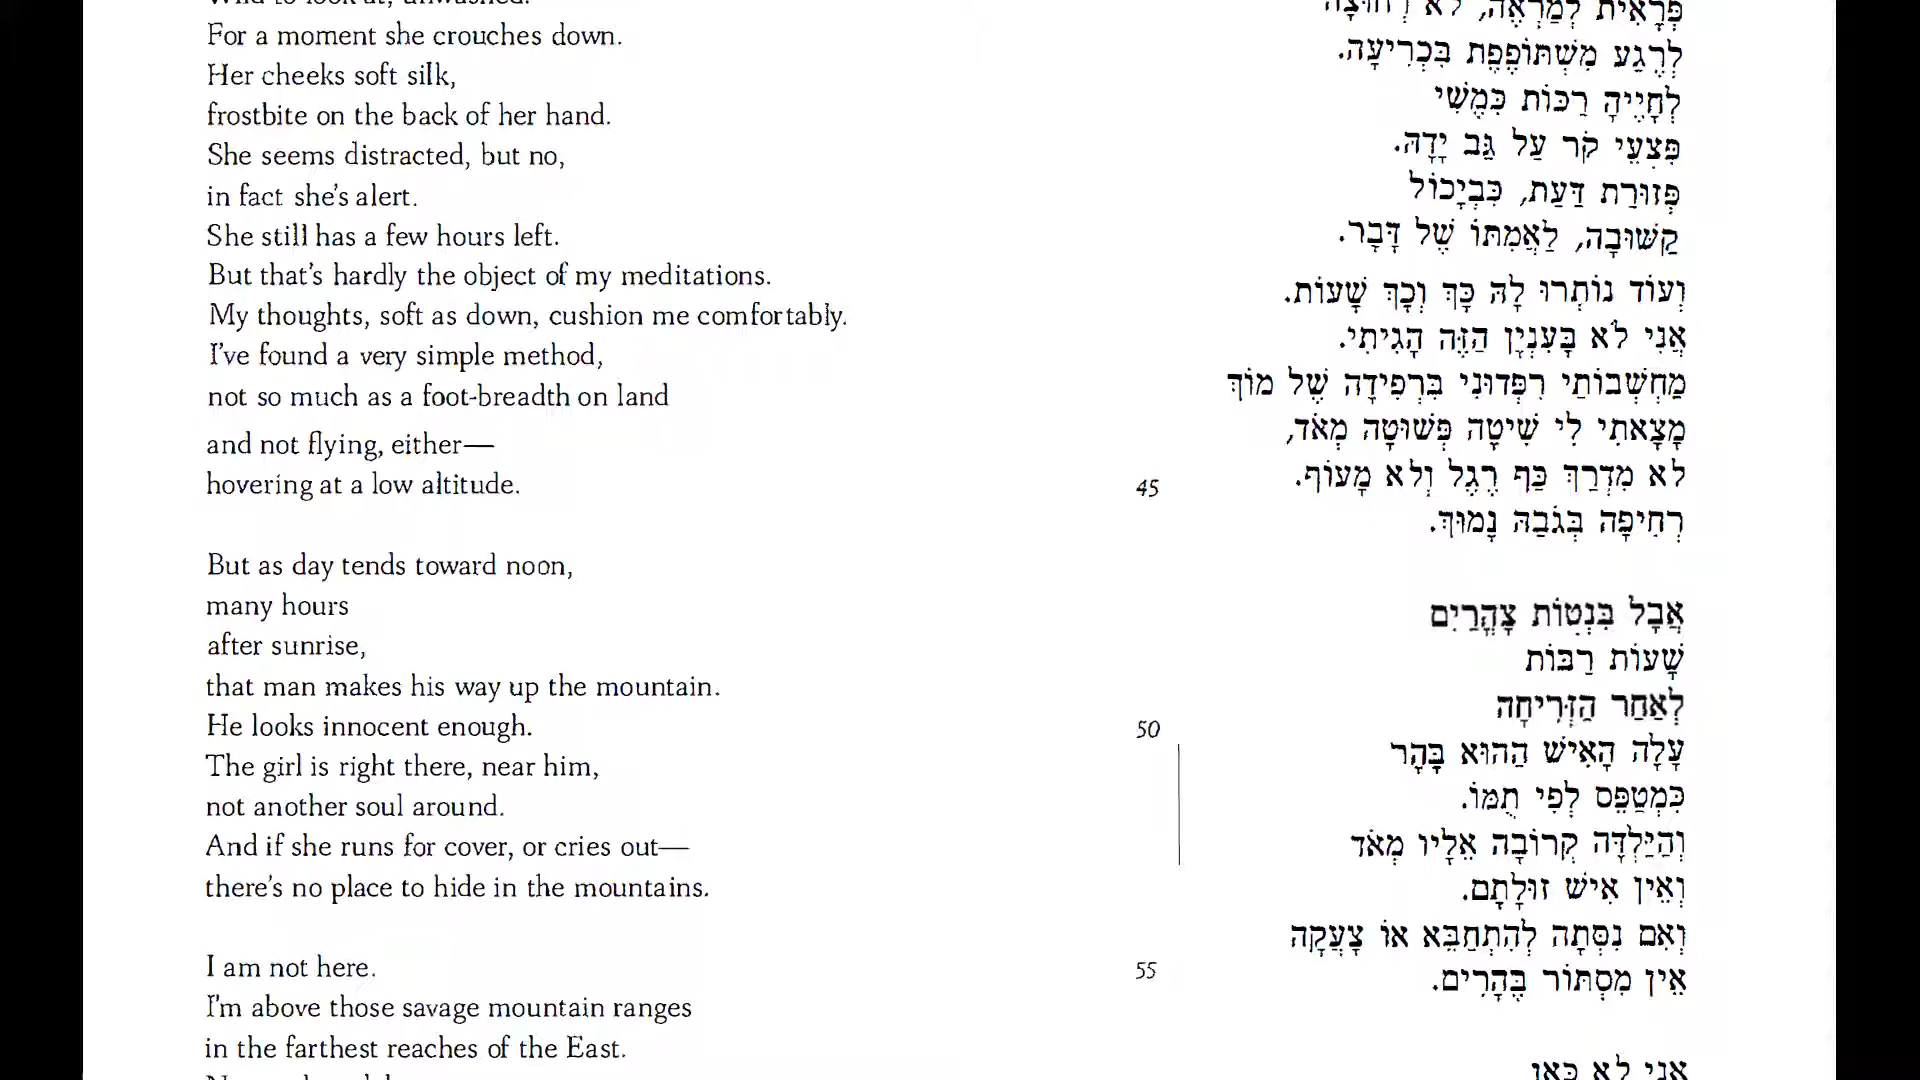 Wild to look at, unwashed.
For a moment she crouches down.
Her cheeks soft silk,
frostbite on the back of her hand.
She seems distracted, but no,
in fact she's alert.
She still has a few hours left.
But that's hardly the object of my meditations.
My thoughts, soft as down, cushion me comfortably.
I've found a very simple method,
not so much as a foot-breadth on land
and not flying, either—
hovering at a low altitude.
But as day tends toward noon,
many hours
after sunrise,
that man makes his way up the mountain.
He looks innocent enough.
The girl is right there, near him,
not another soul around.
And if she runs for cover, or cries out—
there's no place to hide in the mountains.
I am not here.
I'm above those savage mountain ranges
in the farthest reaches of the East.
45
50
55
פְּרָאִית לְמַרְאֶה, לֹא רְחוּצָה
לְרֶגַע מִשְׁתּוֹפֶפֶת בִּכְרִיעָה.
לְחָיֶיהָ רַכּוֹת כְּמֶשִׁי
פִּצְעֵי קֹר עַל גַּב יָדָהּ.
פְּזוּרַת דַּעַת, כִּבְיָכוֹל
קַשּׁוּבָה, לַאֲמִתּוֹ שֶׁל דָּבָר.
וְעוֹד נוֹתְרוּ לָהּ כָּךְ וְכָךְ שָׁעוֹת.
אֲנִי לֹא בָּעִנְיָן הַזֶּה הָגִיתִי.
מַחְשְׁבוֹתַי רִפְּדוּנִי בִּרְפִידָה שֶׁל מוֹךְ
מָצָאתִי לִי שִׁיטָה פְּשׁוּטָה מְאֹד,
לֹא מִדְרַךְ כַּף רֶגֶל וְלֹא מָעוֹף.
רְחִיפָה בְּגֹבַהּ נָמוּךְ.
אֲבָל בִּנְטוֹת צָהֳרַיִם
שָׁעוֹת רַבּוֹת
לְאַחַר הַזְּרִיחָה
עָלָה הָאִישׁ הַהוּא בָּהָר
כִּמְטַפֵּס לְפִי תֻמּוֹ.
וְהַיַּלְדָּה קְרוֹבָה אֵלָיו מְאֹד
וְאֵין אִישׁ זוּלָתָם.
וְאִם נִסְּתָה לְהִתְחַבֵּא אוֹ צָעֲקָה
אֵין מִסְתּוֹר בֶּהָרִים.
אֲנִי לֹא כָּאן